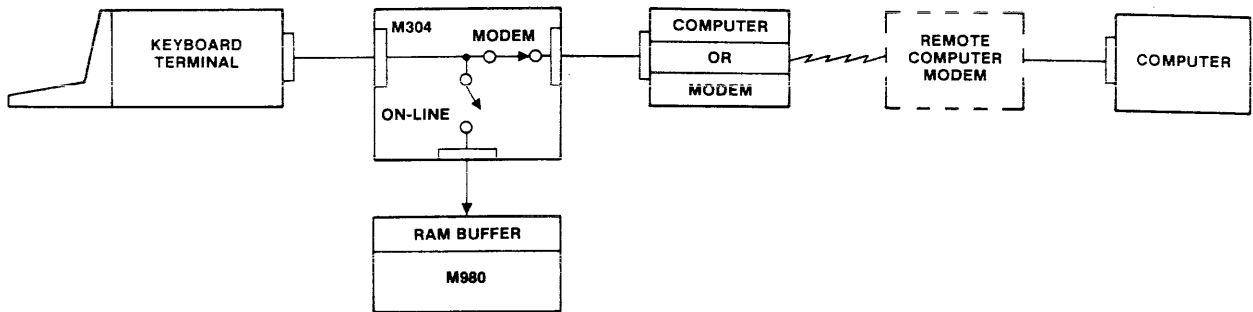 KEYBOARD
TERMINAL
M304
MODEM
ON-LINE
COMPUTER
OR
MODEM
REMOTE
COMPUTER
MODEM
COMPUTER
RAM BUFFER
M980